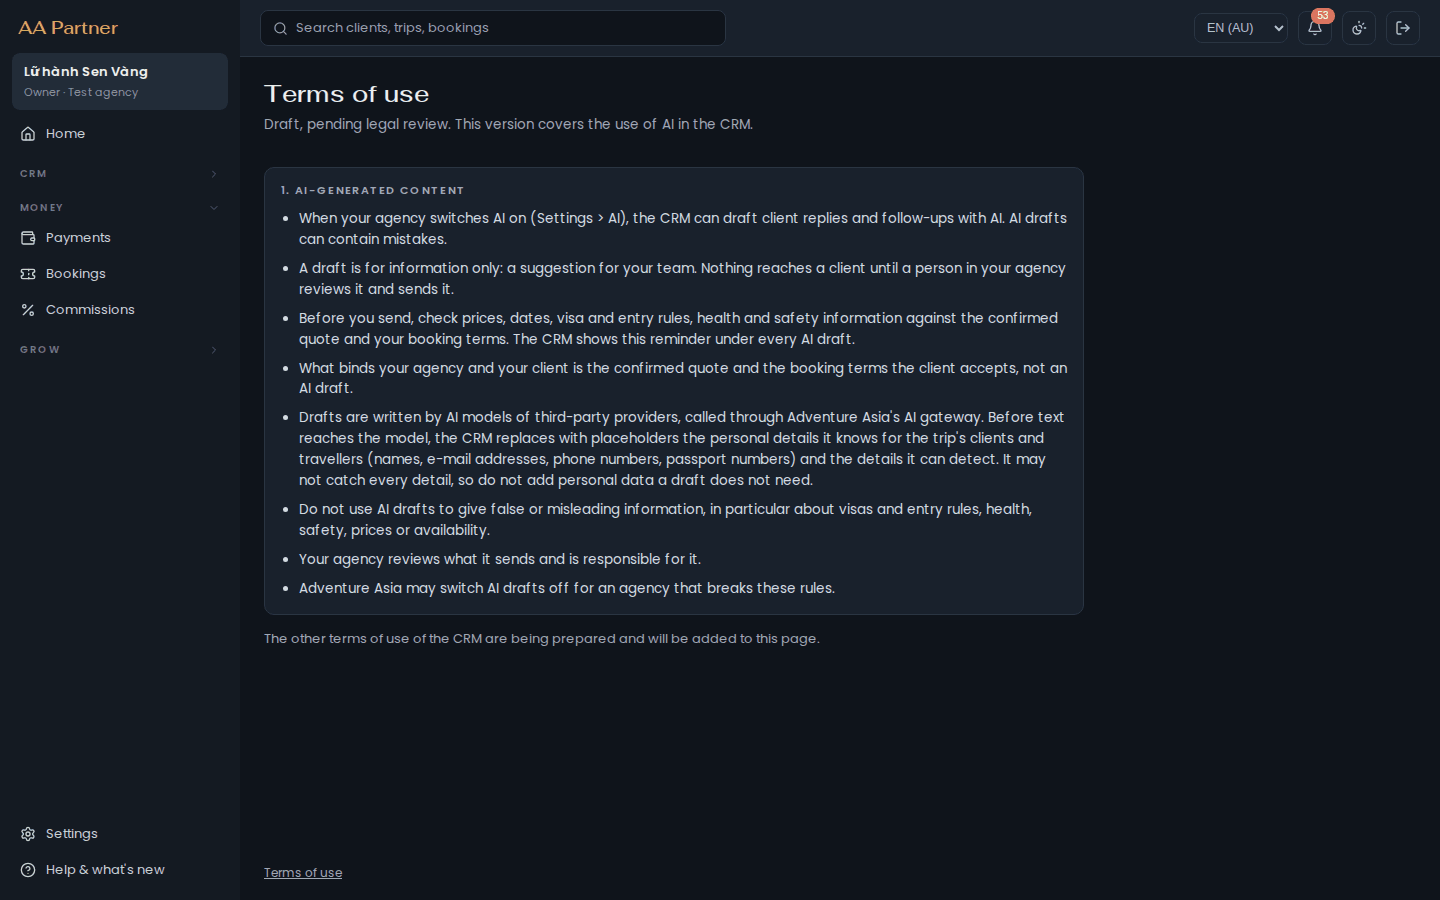 AA Partner
Lữ hành Sen Vàng
Owner · Test agency
Home
CRM
MONEY
Payments
Bookings
Commissions
GROW
Settings
Help & what's new
Search clients, trips, bookings
EN (AU)
53
Terms of use
Draft, pending legal review. This version covers the use of AI in the CRM.
1. AI-GENERATED CONTENT
• When your agency switches AI on (Settings > AI), the CRM can draft client replies and follow-ups with AI. AI drafts
can contain mistakes.
• A draft is for information only: a suggestion for your team. Nothing reaches a client until a person in your agency
reviews it and sends it.
• Before you send, check prices, dates, visa and entry rules, health and safety information against the confirmed
quote and your booking terms. The CRM shows this reminder under every AI draft.
• What binds your agency and your client is the confirmed quote and the booking terms the client accepts, not an
AI draft.
• Drafts are written by AI models of third-party providers, called through Adventure Asia's AI gateway. Before text
reaches the model, the CRM replaces with placeholders the personal details it knows for the trip's clients and
travellers (names, e-mail addresses, phone numbers, passport numbers) and the details it can detect. It may
not catch every detail, so do not add personal data a draft does not need.
• Do not use AI drafts to give false or misleading information, in particular about visas and entry rules, health,
safety, prices or availability.
• Your agency reviews what it sends and is responsible for it.
• Adventure Asia may switch AI drafts off for an agency that breaks these rules.
The other terms of use of the CRM are being prepared and will be added to this page.
Terms of use